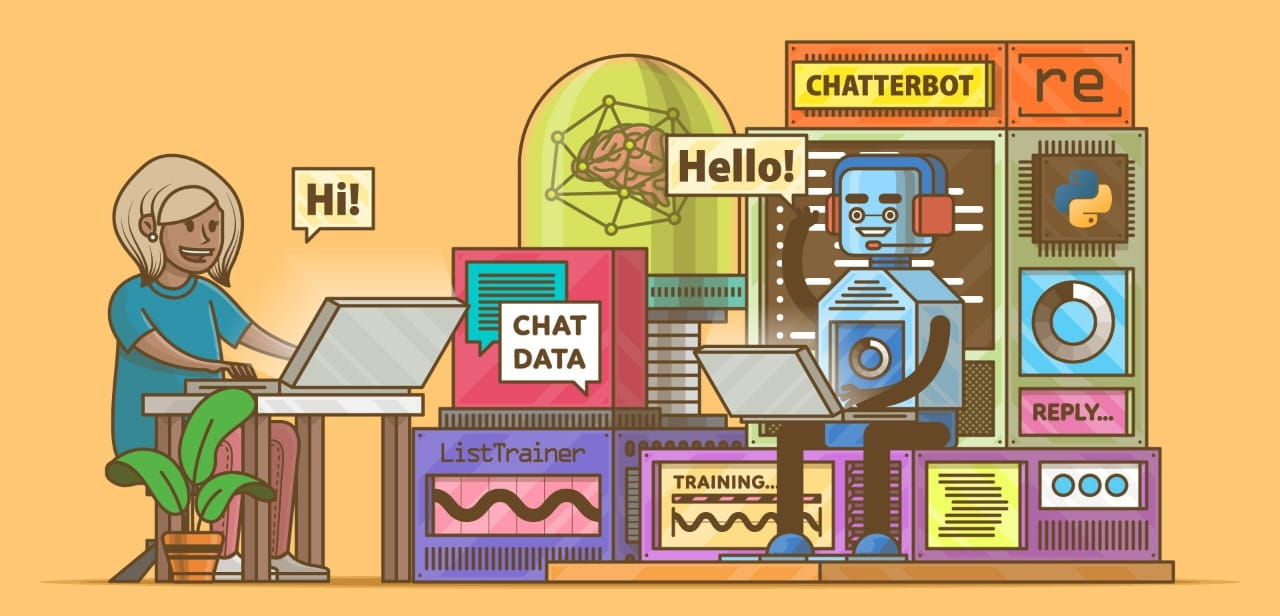 Hi!
Hello!
CHATTERBOT
re
CHAT
DATA
REPLY...
ListTrainer
TRAINING...